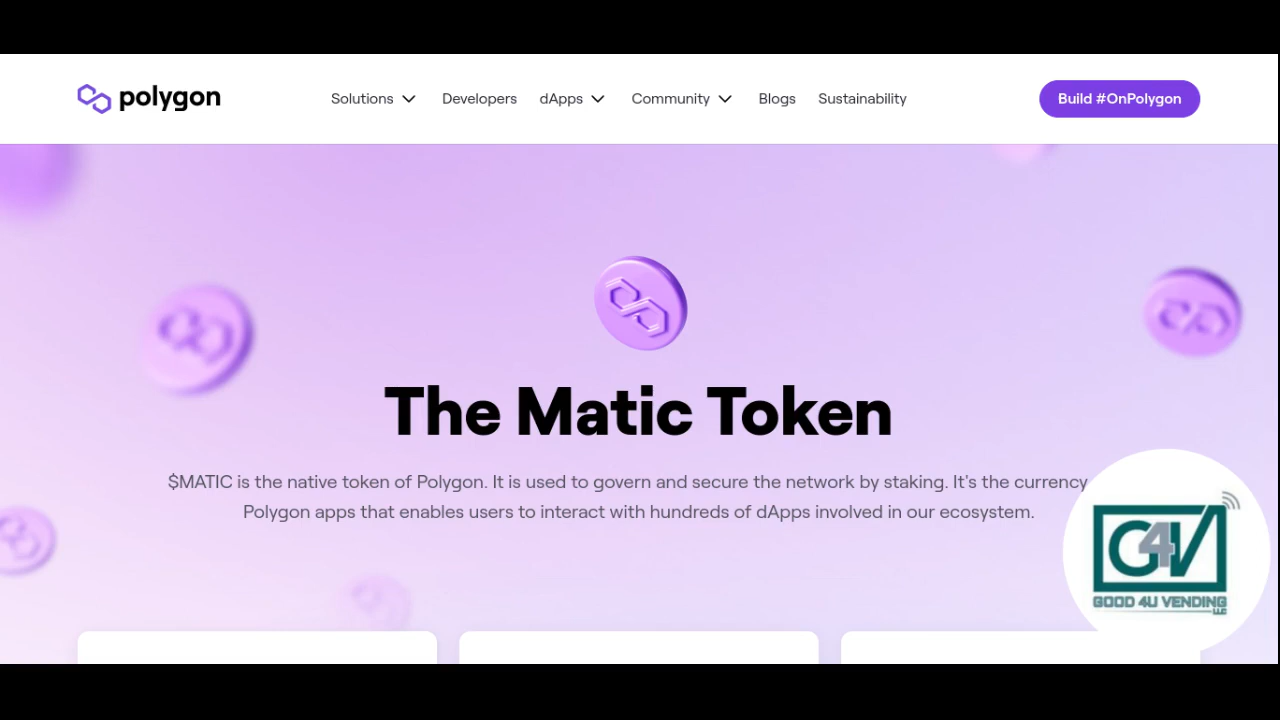 polygon
Solutions
Developers
dApps
Community
Blogs
Sustainability
Build #OnPolygon
The Matic Token
$MATIC is the native token of Polygon. It is used to govern and secure the network by staking. It's the currency
Polygon apps that enables users to interact with hundreds of dApps involved in our ecosystem.
G4V
GOOD 4U VENDING
LLC